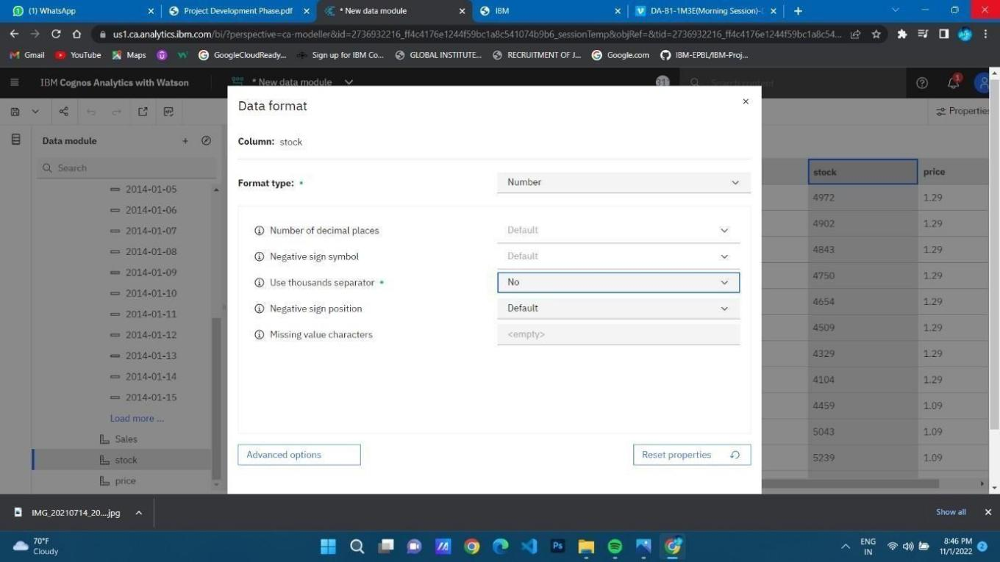 (1) WhatsApp
Project Development Phase.pdf
* New data module
IBM
DA-B1-1M3E(Morning Session)-
us1.ca.analytics.ibm.com/bi/?perspective=ca-modeller&id=2736932216_ff4c4176e1244f59bc1a8c541074b9b6_sessionTemp&objRef=&tid=2736932216_ff4c4176e1244f59bc1a8c54...
Gmail
YouTube
Maps
GoogleCloudReady...
Sign up for IBM Co...
GLOBAL INSTITUTE...
RECRUITMENT OF J...
Google.com
IBM-EPBL/IBM-Proj...
IBM Cognos Analytics with Watson
* New data module
Search content
1
Properties
Data module
Search
2014-01-05
2014-01-06
2014-01-07
2014-01-08
2014-01-09
2014-01-10
2014-01-11
2014-01-12
2014-01-13
2014-01-14
2014-01-15
Load more ...
Sales
stock
price
Data format
Column: stock
Format type: Number
Number of decimal places Default
Negative sign symbol Default
Use thousands separator No
Negative sign position Default
Missing value characters <empty>
Advanced options
Reset properties
stock price
4972 1.29
4902 1.29
4843 1.29
4750 1.29
4654 1.29
4509 1.29
4329 1.29
4104 1.29
4459 1.09
5043 1.09
5239 1.09
IMG_20210714_20....jpg
Show all
70°F
Cloudy
Ps
ENG
IN
8:46 PM
11/1/2022
2